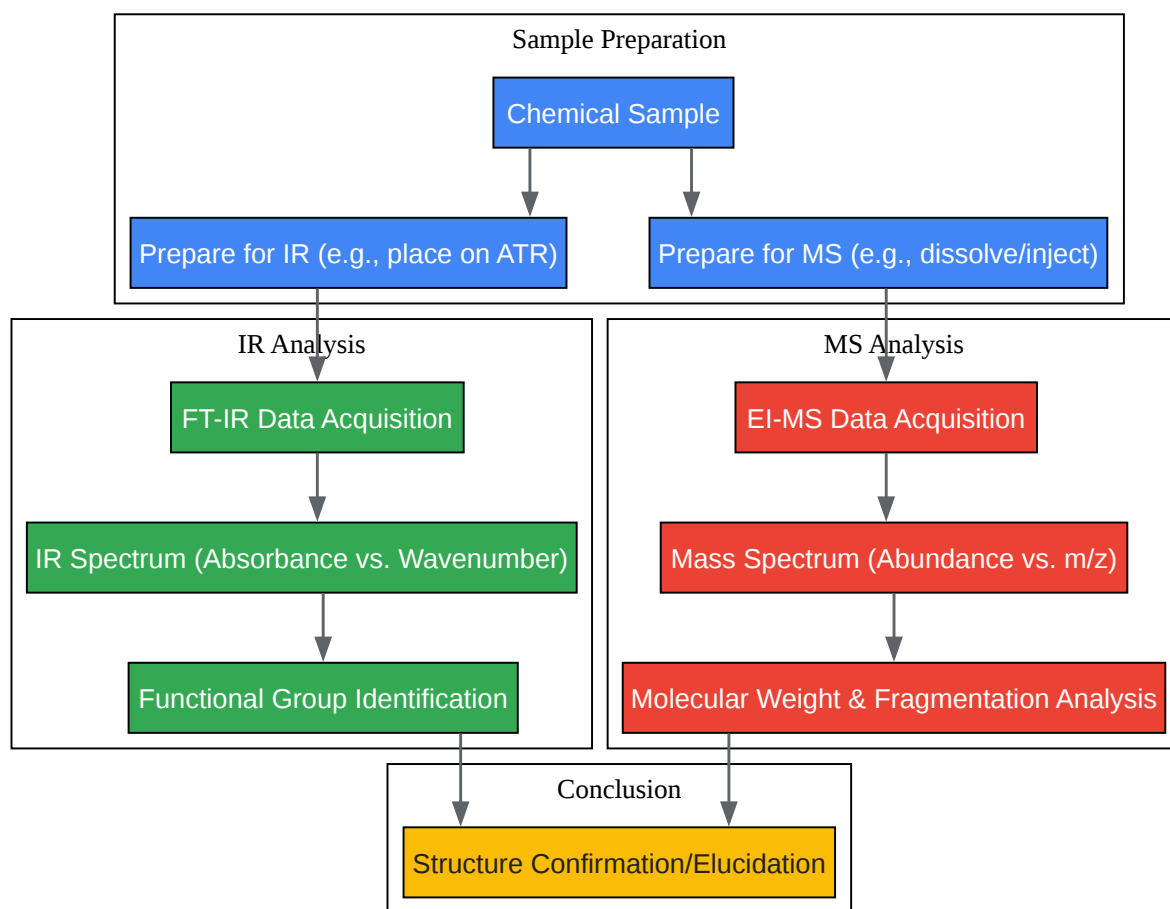 Sample Preparation
Chemical Sample
Prepare for IR (e.g., place on ATR)
Prepare for MS (e.g., dissolve/inject)
IR Analysis
FT-IR Data Acquisition
IR Spectrum (Absorbance vs. Wavenumber)
Functional Group Identification
MS Analysis
EI-MS Data Acquisition
Mass Spectrum (Abundance vs. m/z)
Molecular Weight & Fragmentation Analysis
Conclusion
Structure Confirmation/Elucidation